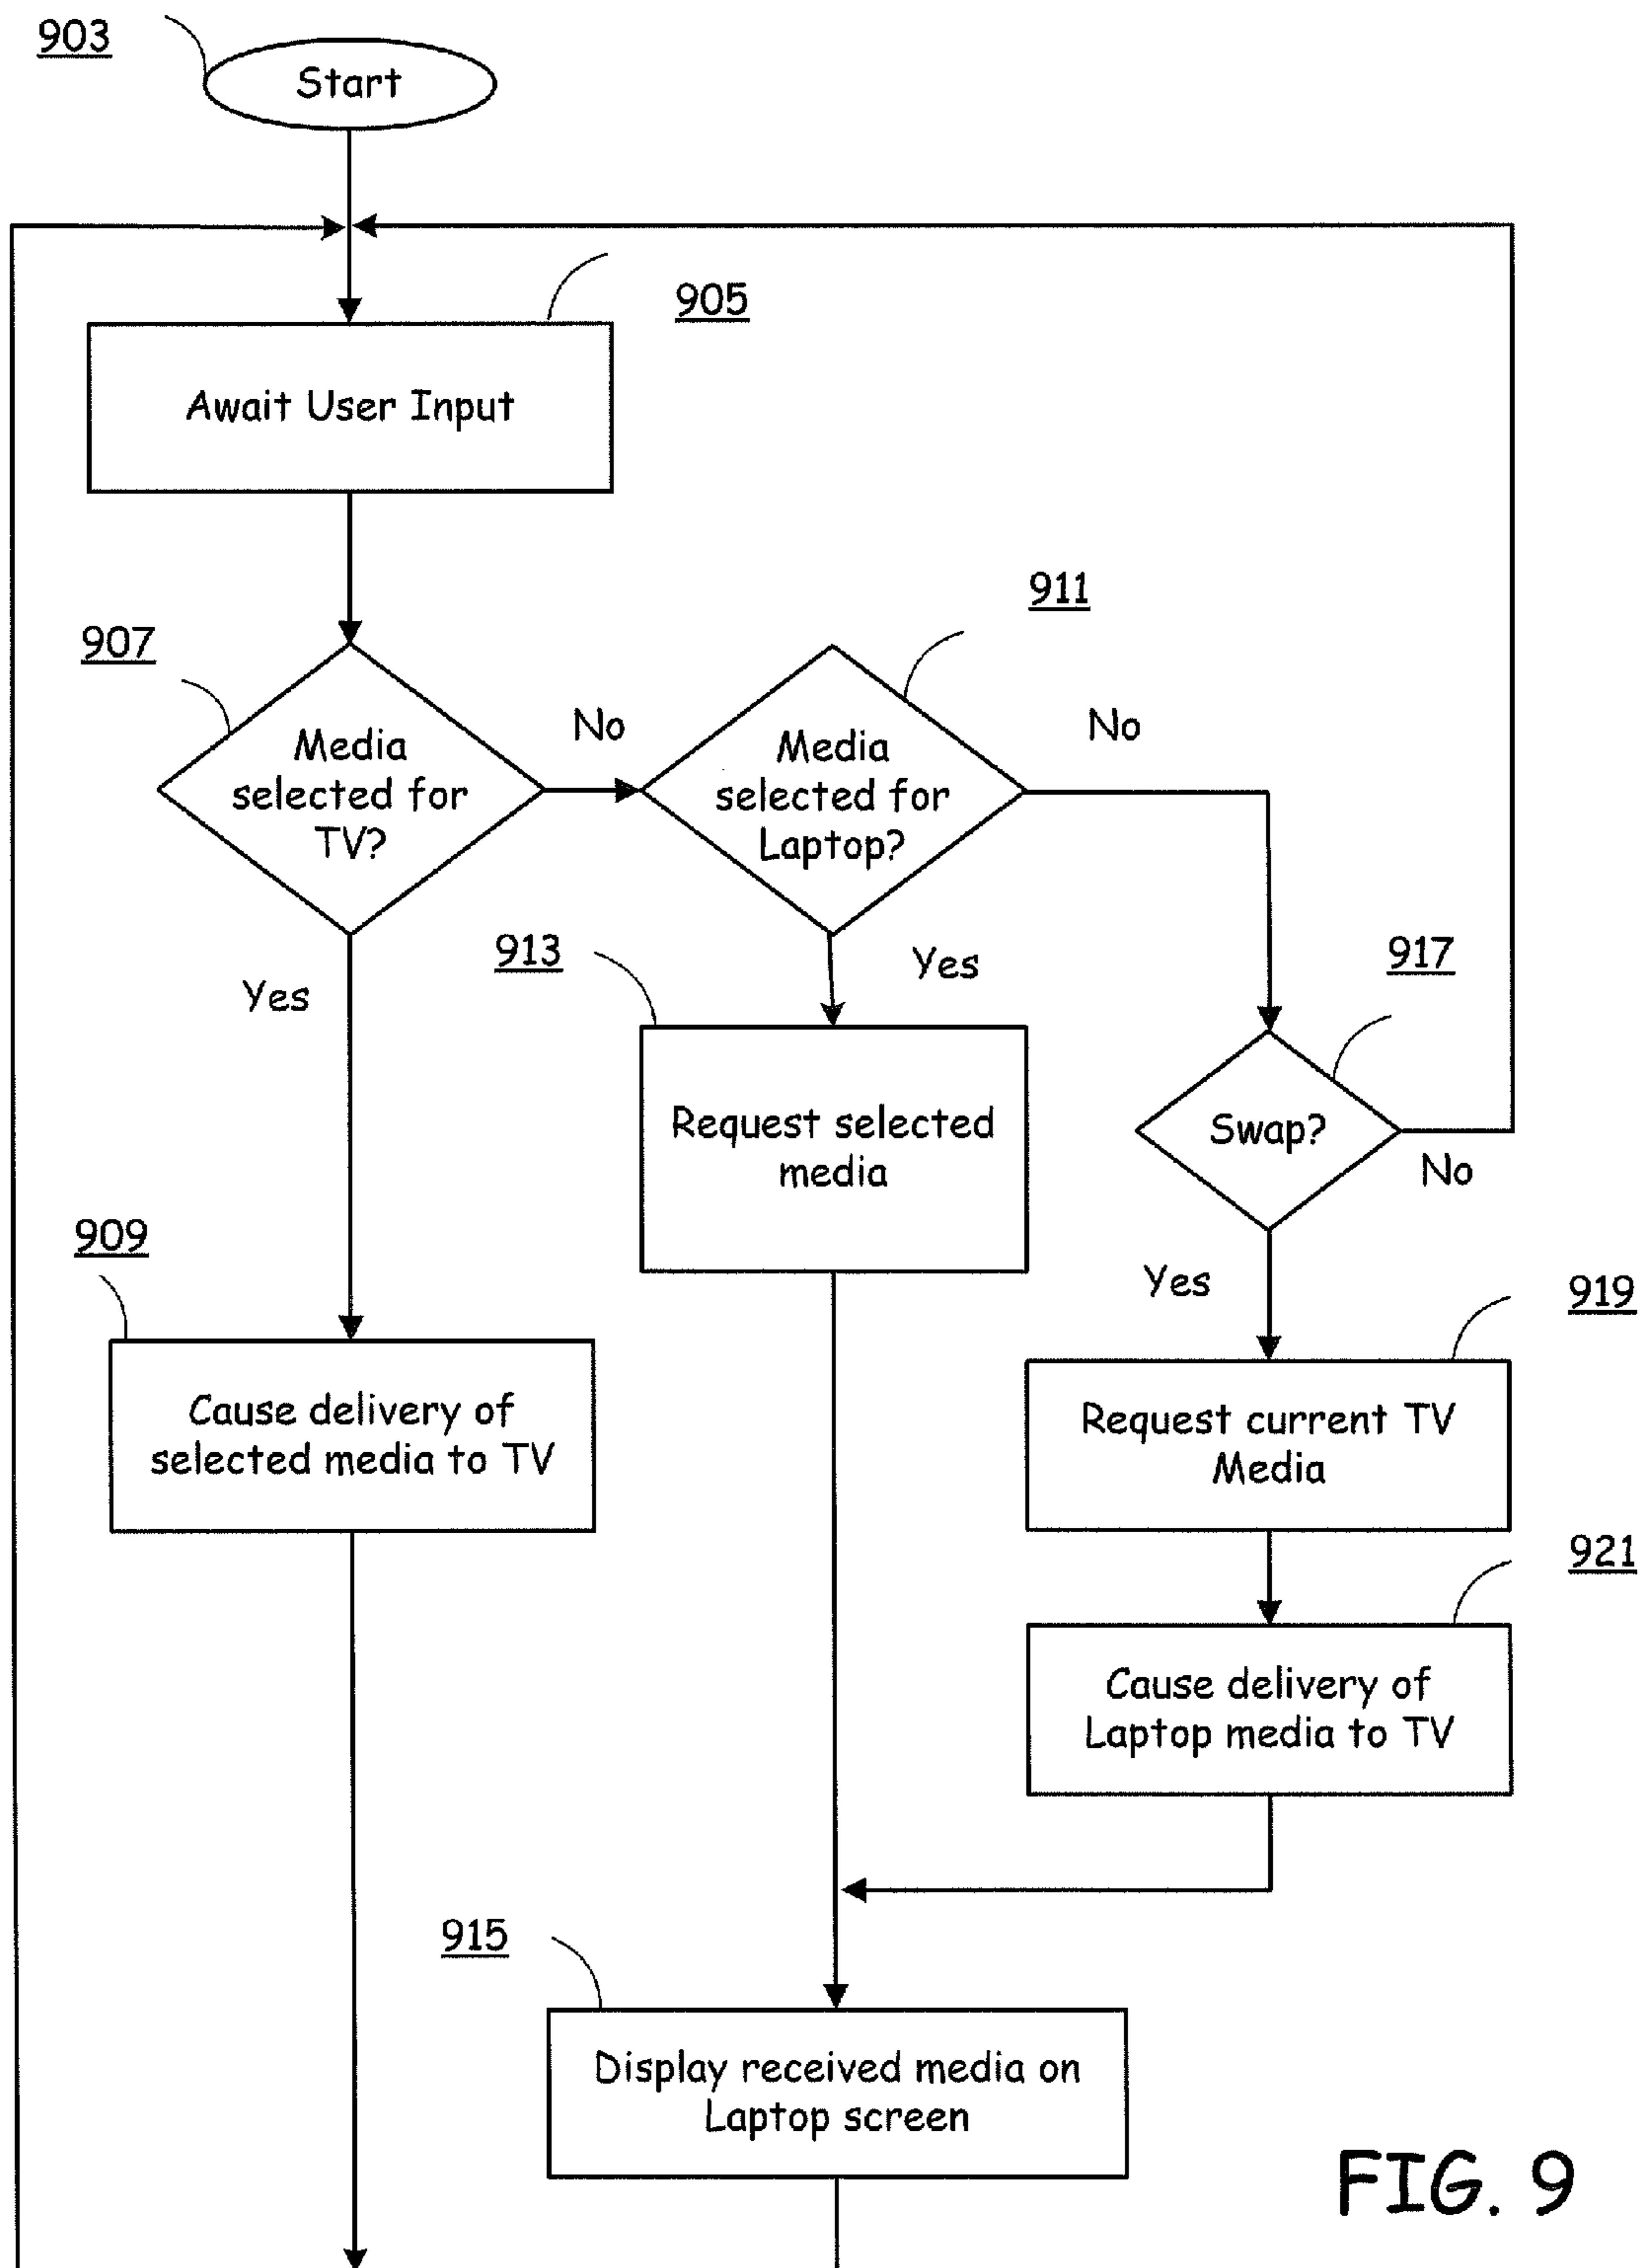 903
Start
905
Await User Input
911
907
No
No
Media
selected for
TV?
Media
selected for
Laptop?
913
Yes
917
Yes
Request selected
media
Swap?
No
909
Yes
919
Cause delivery of
selected media to TV
Request current TV
Media
921
Cause delivery of
Laptop media to TV
915
Display received media on
Laptop screen
FIG. 9